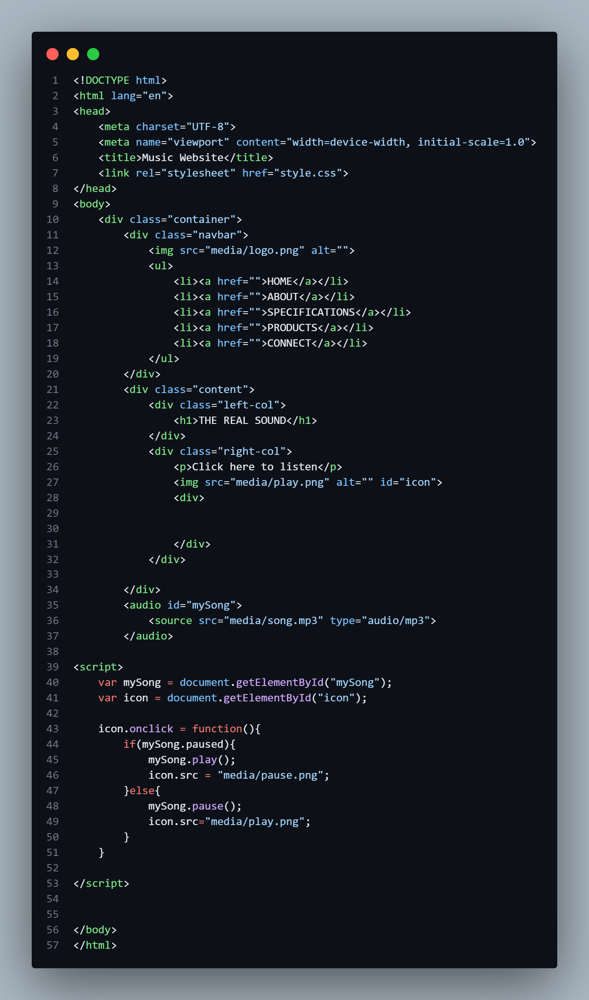 1 <!DOCTYPE html>
2 <html lang="en">
3 <head>
4     <meta charset="UTF-8">
5     <meta name="viewport" content="width=device-width, initial-scale=1.0">
6     <title>Music Website</title>
7     <link rel="stylesheet" href="style.css">
8 </head>
9 <body>
10     <div class="container">
11         <div class="navbar">
12             <img src="media/logo.png" alt="">
13             <ul>
14                 <li><a href="">HOME</a></li>
15                 <li><a href="">ABOUT</a></li>
16                 <li><a href="">SPECIFICATIONS</a></li>
17                 <li><a href="">PRODUCTS</a></li>
18                 <li><a href="">CONNECT</a></li>
19             </ul>
20         </div>
21         <div class="content">
22             <div class="left-col">
23                 <h1>THE REAL SOUND</h1>
24             </div>
25             <div class="right-col">
26                 <p>Click here to listen</p>
27                 <img src="media/play.png" alt="" id="icon">
28                 <div>
29
30
31                 </div>
32             </div>
33
34         </div>
35         <audio id="mySong">
36             <source src="media/song.mp3" type="audio/mp3">
37         </audio>
38
39 <script>
40     var mySong = document.getElementById("mySong");
41     var icon = document.getElementById("icon");
42
43     icon.onclick = function(){
44         if(mySong.paused){
45             mySong.play();
46             icon.src = "media/pause.png";
47         }else{
48             mySong.pause();
49             icon.src="media/play.png";
50         }
51     }
52
53 </script>
54
55
56 </body>
57 </html>